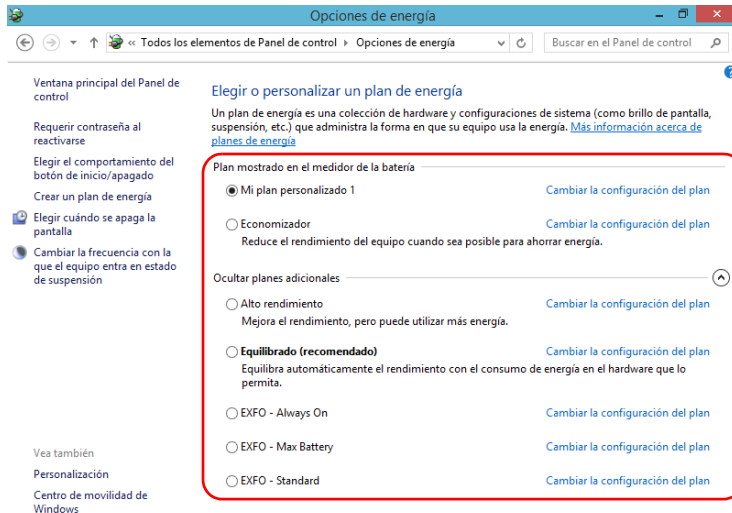 Opciones de energía
« Todos los elementos de Panel de control ▸ Opciones de energía
Buscar en el Panel de control
Ventana principal del Panel de
control
Requerir contraseña al
reactivarse
Elegir el comportamiento del
botón de inicio/apagado
Crear un plan de energía
Elegir cuándo se apaga la
pantalla
Cambiar la frecuencia con la
que el equipo entra en estado
de suspensión
Elegir o personalizar un plan de energía
Un plan de energía es una colección de hardware y configuraciones de sistema (como brillo de pantalla,
suspensión, etc.) que administra la forma en que su equipo usa la energía. Más información acerca de
planes de energía
Plan mostrado en el medidor de la batería
Mi plan personalizado 1 Cambiar la configuración del plan
Economizador Cambiar la configuración del plan
Reduce el rendimiento del equipo cuando sea posible para ahorrar energía.
Ocultar planes adicionales
Alto rendimiento Cambiar la configuración del plan
Mejora el rendimiento, pero puede utilizar más energía.
Equilibrado (recomendado) Cambiar la configuración del plan
Equilibra automáticamente el rendimiento con el consumo de energía en el hardware que lo
permita.
EXFO - Always On Cambiar la configuración del plan
EXFO - Max Battery Cambiar la configuración del plan
EXFO - Standard Cambiar la configuración del plan
Vea también
Personalización
Centro de movilidad de
Windows